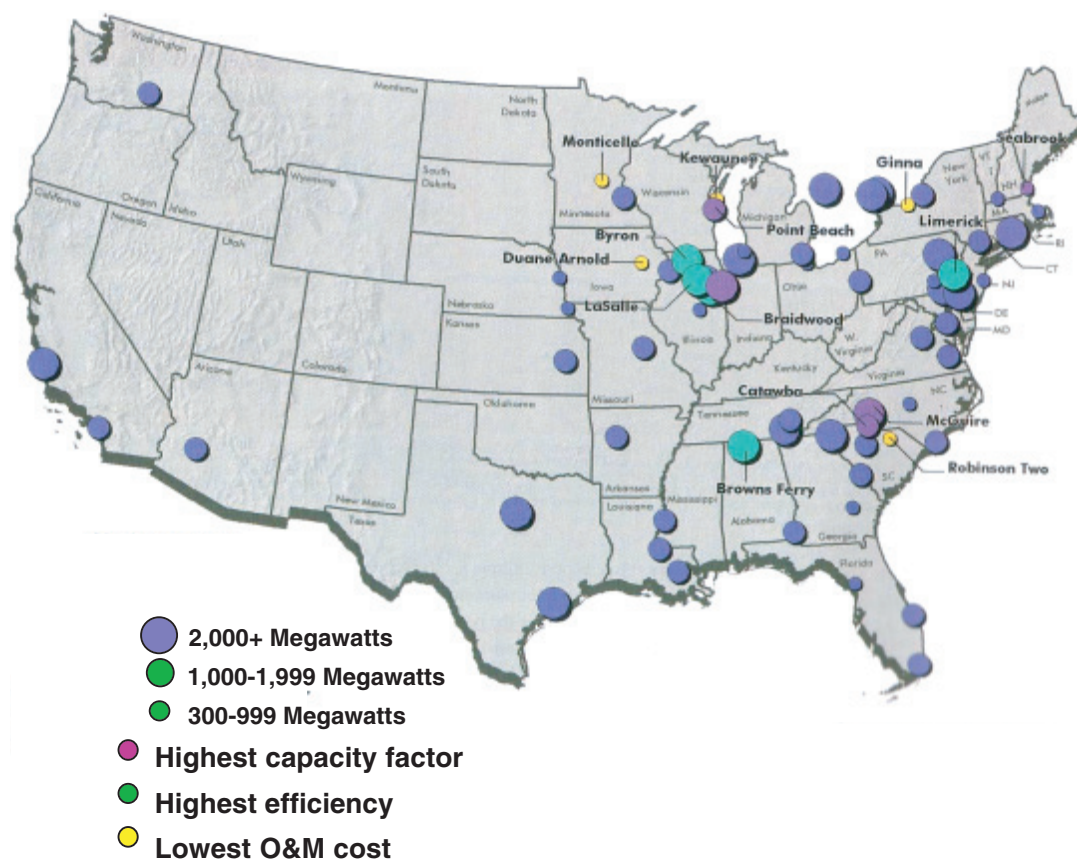 Washington
Montana
North
Dakota
Maine
Seabrook
Monticello
Kewaunee
Ginna
New
York
VT
NH
South
Dakota
Wyoming
Oregon
Idaho
California
Nevada
Wisconsin
Minnesota
Michigan
MA
Limerick
Point Beach
Byron
PA
RI
Utah
Duane Arnold
CT
Iowa
Ohio
NJ
Nebraska
LaSalle
DE
Kansas
Braidwood
MD
Illinois
Indiana
W.
Virginia
Colorado
Arizona
Kentucky
Virginia
Catawba
NC
Oklahoma
Missouri
Tennessee
McGuire
Robinson Two
SC
Arkansas
Browns Ferry
New Mexico
Mississippi
Louisiana
Texas
Alabama
Georgia
Florida
2,000+ Megawatts
1,000-1,999 Megawatts
300-999 Megawatts
Highest capacity factor
Highest efficiency
Lowest O&M cost